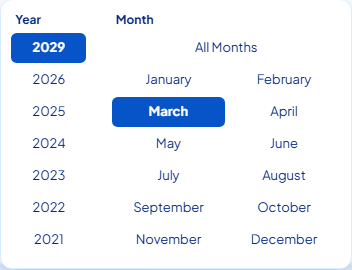 Year Month
2029 All Months
2026 January February
2025 March April
2024 May June
2023 July August
2022 September October
2021 November December